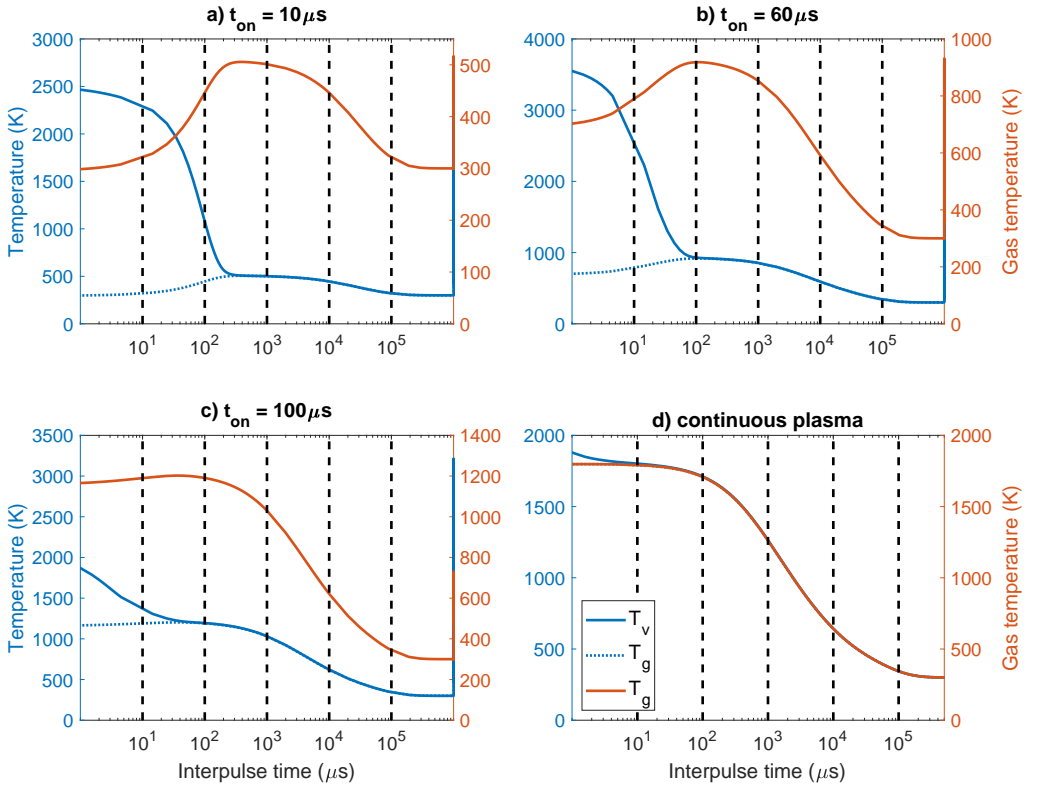 a) t_on = 10μs
b) t_on = 60μs
Temperature (K)
3000
2500
2000
1500
1000
500
0
500
400
300
200
100
0
10^1 10^2 10^3 10^4 10^5
4000
3000
2000
1000
0
1000
800
600
400
200
0
Gas temperature (K)
10^1 10^2 10^3 10^4 10^5
c) t_on = 100μs
d) continuous plasma
Temperature (K)
3500
3000
2500
2000
1500
1000
500
0
1400
1200
1000
800
600
400
200
0
10^1 10^2 10^3 10^4 10^5
Interpulse time (μs)
2000
1500
1000
500
0
T_v
T_g
T_g
2000
1500
1000
500
0
Gas temperature (K)
10^1 10^2 10^3 10^4 10^5
Interpulse time (μs)